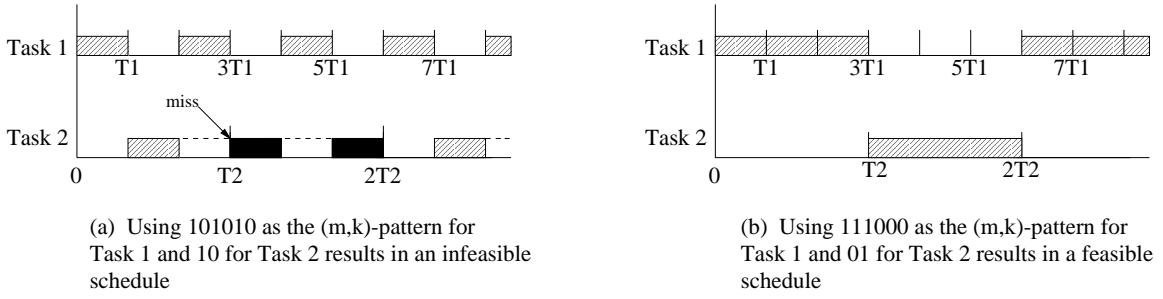 Task 1
T1 3T1 5T1 7T1
miss
Task 2
0 T2 2T2
(a) Using 101010 as the (m,k)-pattern for
Task 1 and 10 for Task 2 results in an infeasible
schedule
Task 1
T1 3T1 5T1 7T1
Task 2
0 T2 2T2
(b) Using 111000 as the (m,k)-pattern for
Task 1 and 01 for Task 2 results in a feasible
schedule